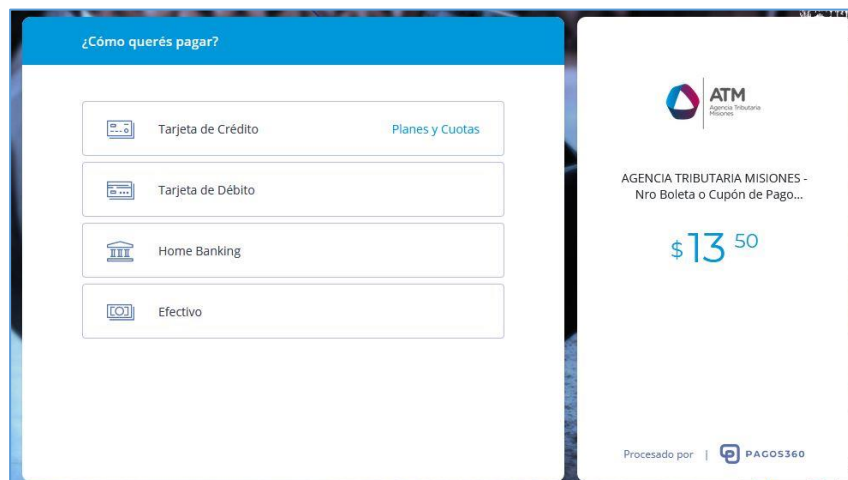 ¿Cómo querés pagar?
Tarjeta de Crédito
Planes y Cuotas
Tarjeta de Débito
Home Banking
Efectivo
ATM
Agencia Tributaria
Misiones
AGENCIA TRIBUTARIA MISIONES -
Nro Boleta o Cupón de Pago...
$13 50
Procesado por | PAGOS360